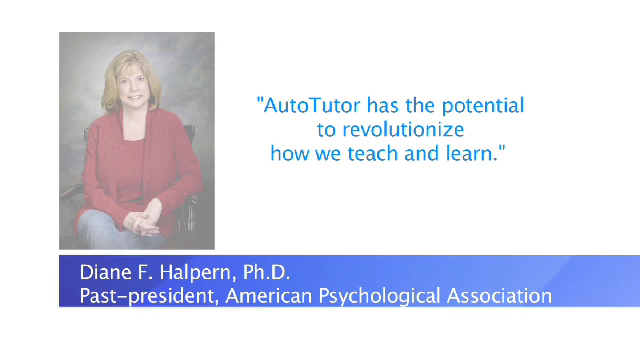 "AutoTutor has the potential
to revolutionize
how we teach and learn."
Diane F. Halpern, Ph.D.
Past-president, American Psychological Association